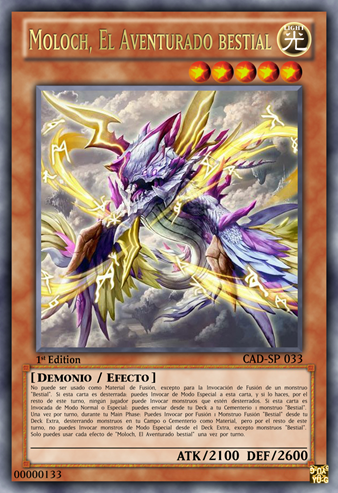 MOLOCH, EL AVENTURADO BESTIAL
LIGHT
光
1st Edition
CAD-SP 033
[ DEMONIO / EFECTO ]
No puede ser usado como Material de Fusión, excepto para la Invocación de Fusión de un monstruo
"Bestial". Si esta carta es desterrada: puedes Invocar de Modo Especial a esta carta, y si lo haces, por el
resto de este turno, ningún jugador puede Invocar monstruos que estén desterrados. Si esta carta es
Invocada de Modo Normal o Especial: puedes enviar desde tu Deck a tu Cementerio 1 monstruo "Bestial".
Una vez por turno, durante tu Main Phase: Puedes Invocar por Fusión 1 Monstruo Fusión "Bestial" desde tu
Deck Extra, desterrando monstruos en tu Campo o Cementerio como Material, pero por el resto de este
turno, no puedes Invocar monstruos de Modo Especial desde el Deck Extra, excepto monstruos "Bestial".
Solo puedes usar cada efecto de "Moloch, El Aventurado bestial" una vez por turno.
ATK/2100 DEF/2600
00000133